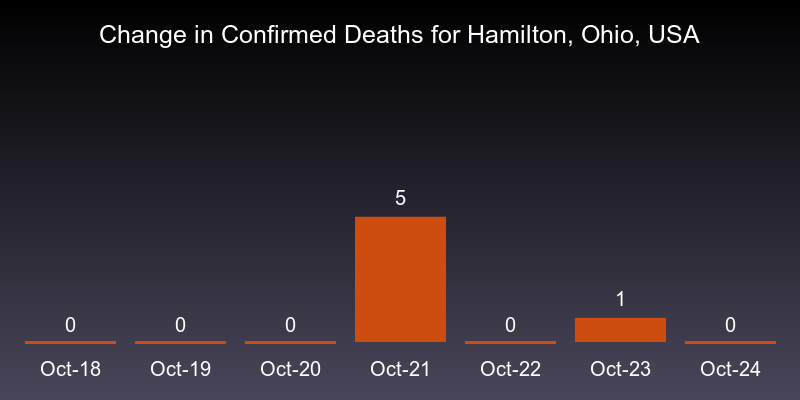 Change in Confirmed Deaths for Hamilton, Ohio, USA
5
1
0 0 0 0 0
Oct-18 Oct-19 Oct-20 Oct-21 Oct-22 Oct-23 Oct-24